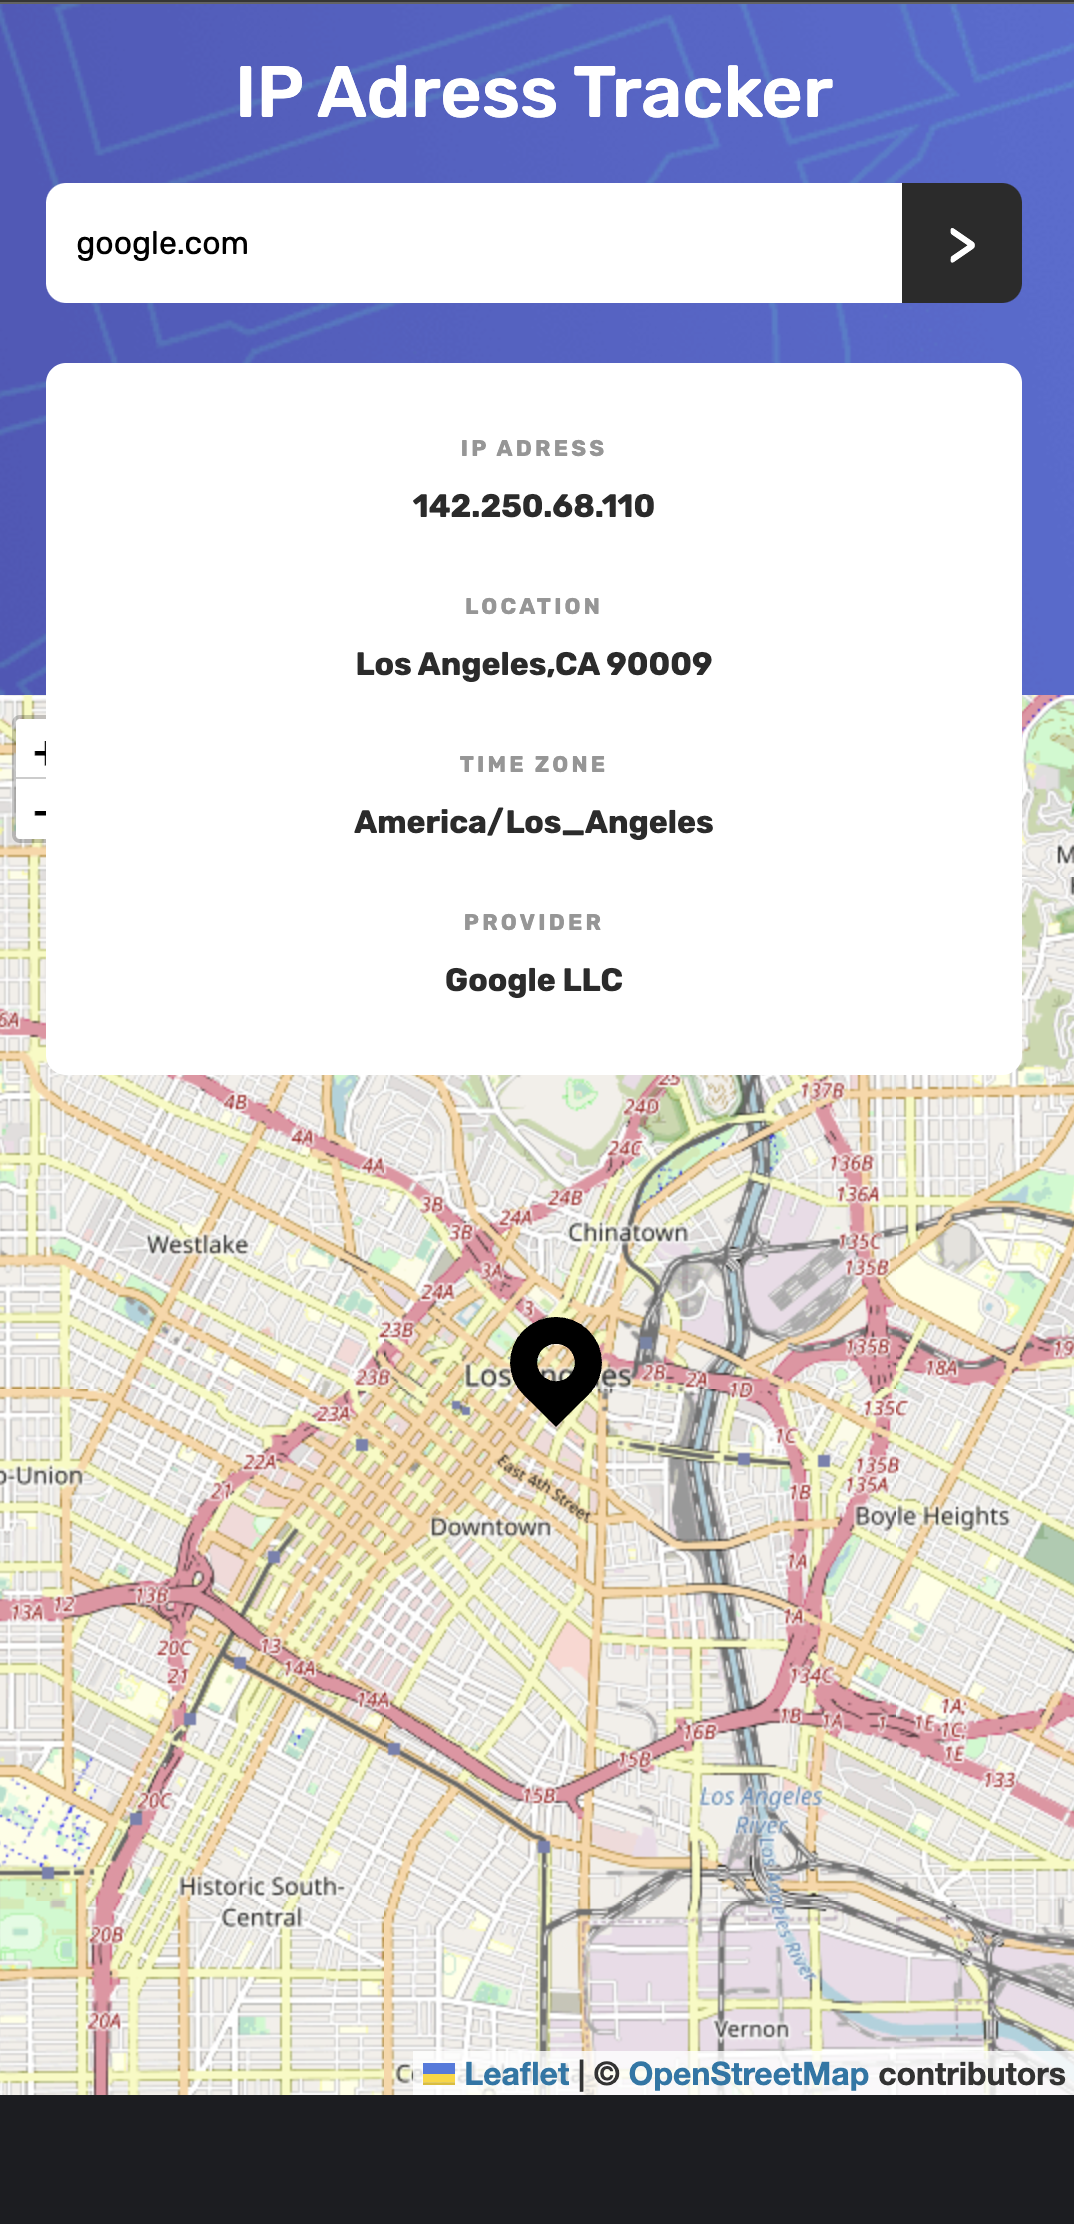 IP Adress Tracker
google.com
>
IP ADRESS
142.250.68.110
LOCATION
Los Angeles,CA 90009
TIME ZONE
America/Los_Angeles
PROVIDER
Google LLC
+
-
6A
25
4B
24D
137B
4A
24C
4A
136B
3B
24B
136A
24A
3B
Chinatown
Westlake
135C
3A
135B
24A
3
23B
135B
19
23B
2B
2A
1D
18A
23A
135C
1C
22A
135B
o-Union
21
East 4th Street
1B
135A
Downtown
Boyle Heights
1A
13B
13A
12
1A
20C
13
21
14A
134C
14A
1B
1A
1
1E
1A;
1C;
1E
16B
15B
133
20C
15B
Los Angeles
River
Los Angeles River
Historic South-
Central
20B
20A
Vernon
Leaflet | © OpenStreetMap contributors